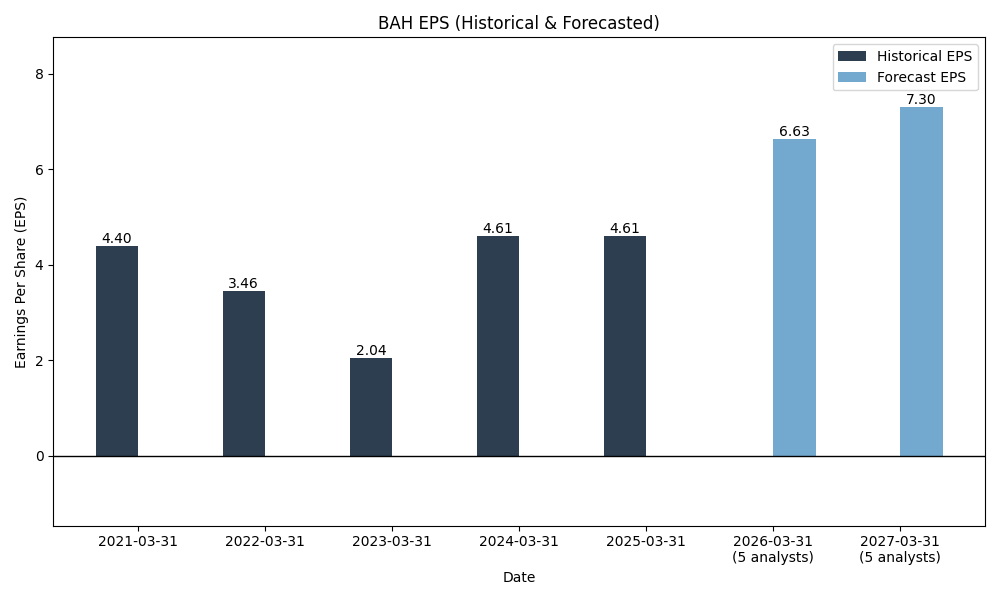 BAH EPS (Historical & Forecasted)
Historical EPS
Forecast EPS
Earnings Per Share (EPS)
8
6
4
2
0
4.40
3.46
2.04
4.61
4.61
6.63
7.30
2021-03-31
2022-03-31
2023-03-31
2024-03-31
2025-03-31
2026-03-31
(5 analysts)
2027-03-31
(5 analysts)
Date